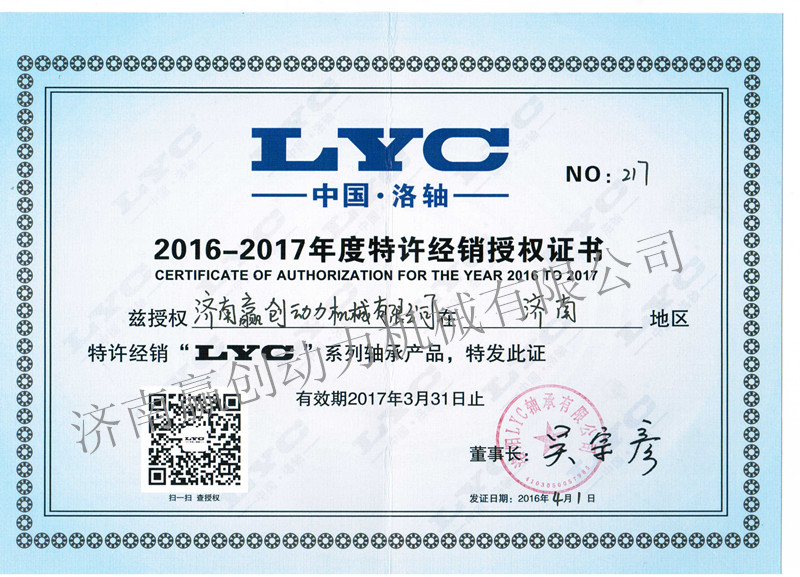 LYC
中国·洛轴
NO: 217
2016-2017年度特许经销授权证书
CERTIFICATE OF AUTHORIZATION FOR THE YEAR 2016 TO 2017
兹授权 济南赢创动力机械有限公司 在 济南 地区
特许经销“LYC”系列轴承产品，特发此证
有效期2017年3月31日止
LYC
扫一扫 查授权
董事长: 吴宗彦
洛阳LYC轴承有限公司
发证日期: 2016年4月1日
济南赢创动力机械有限公司